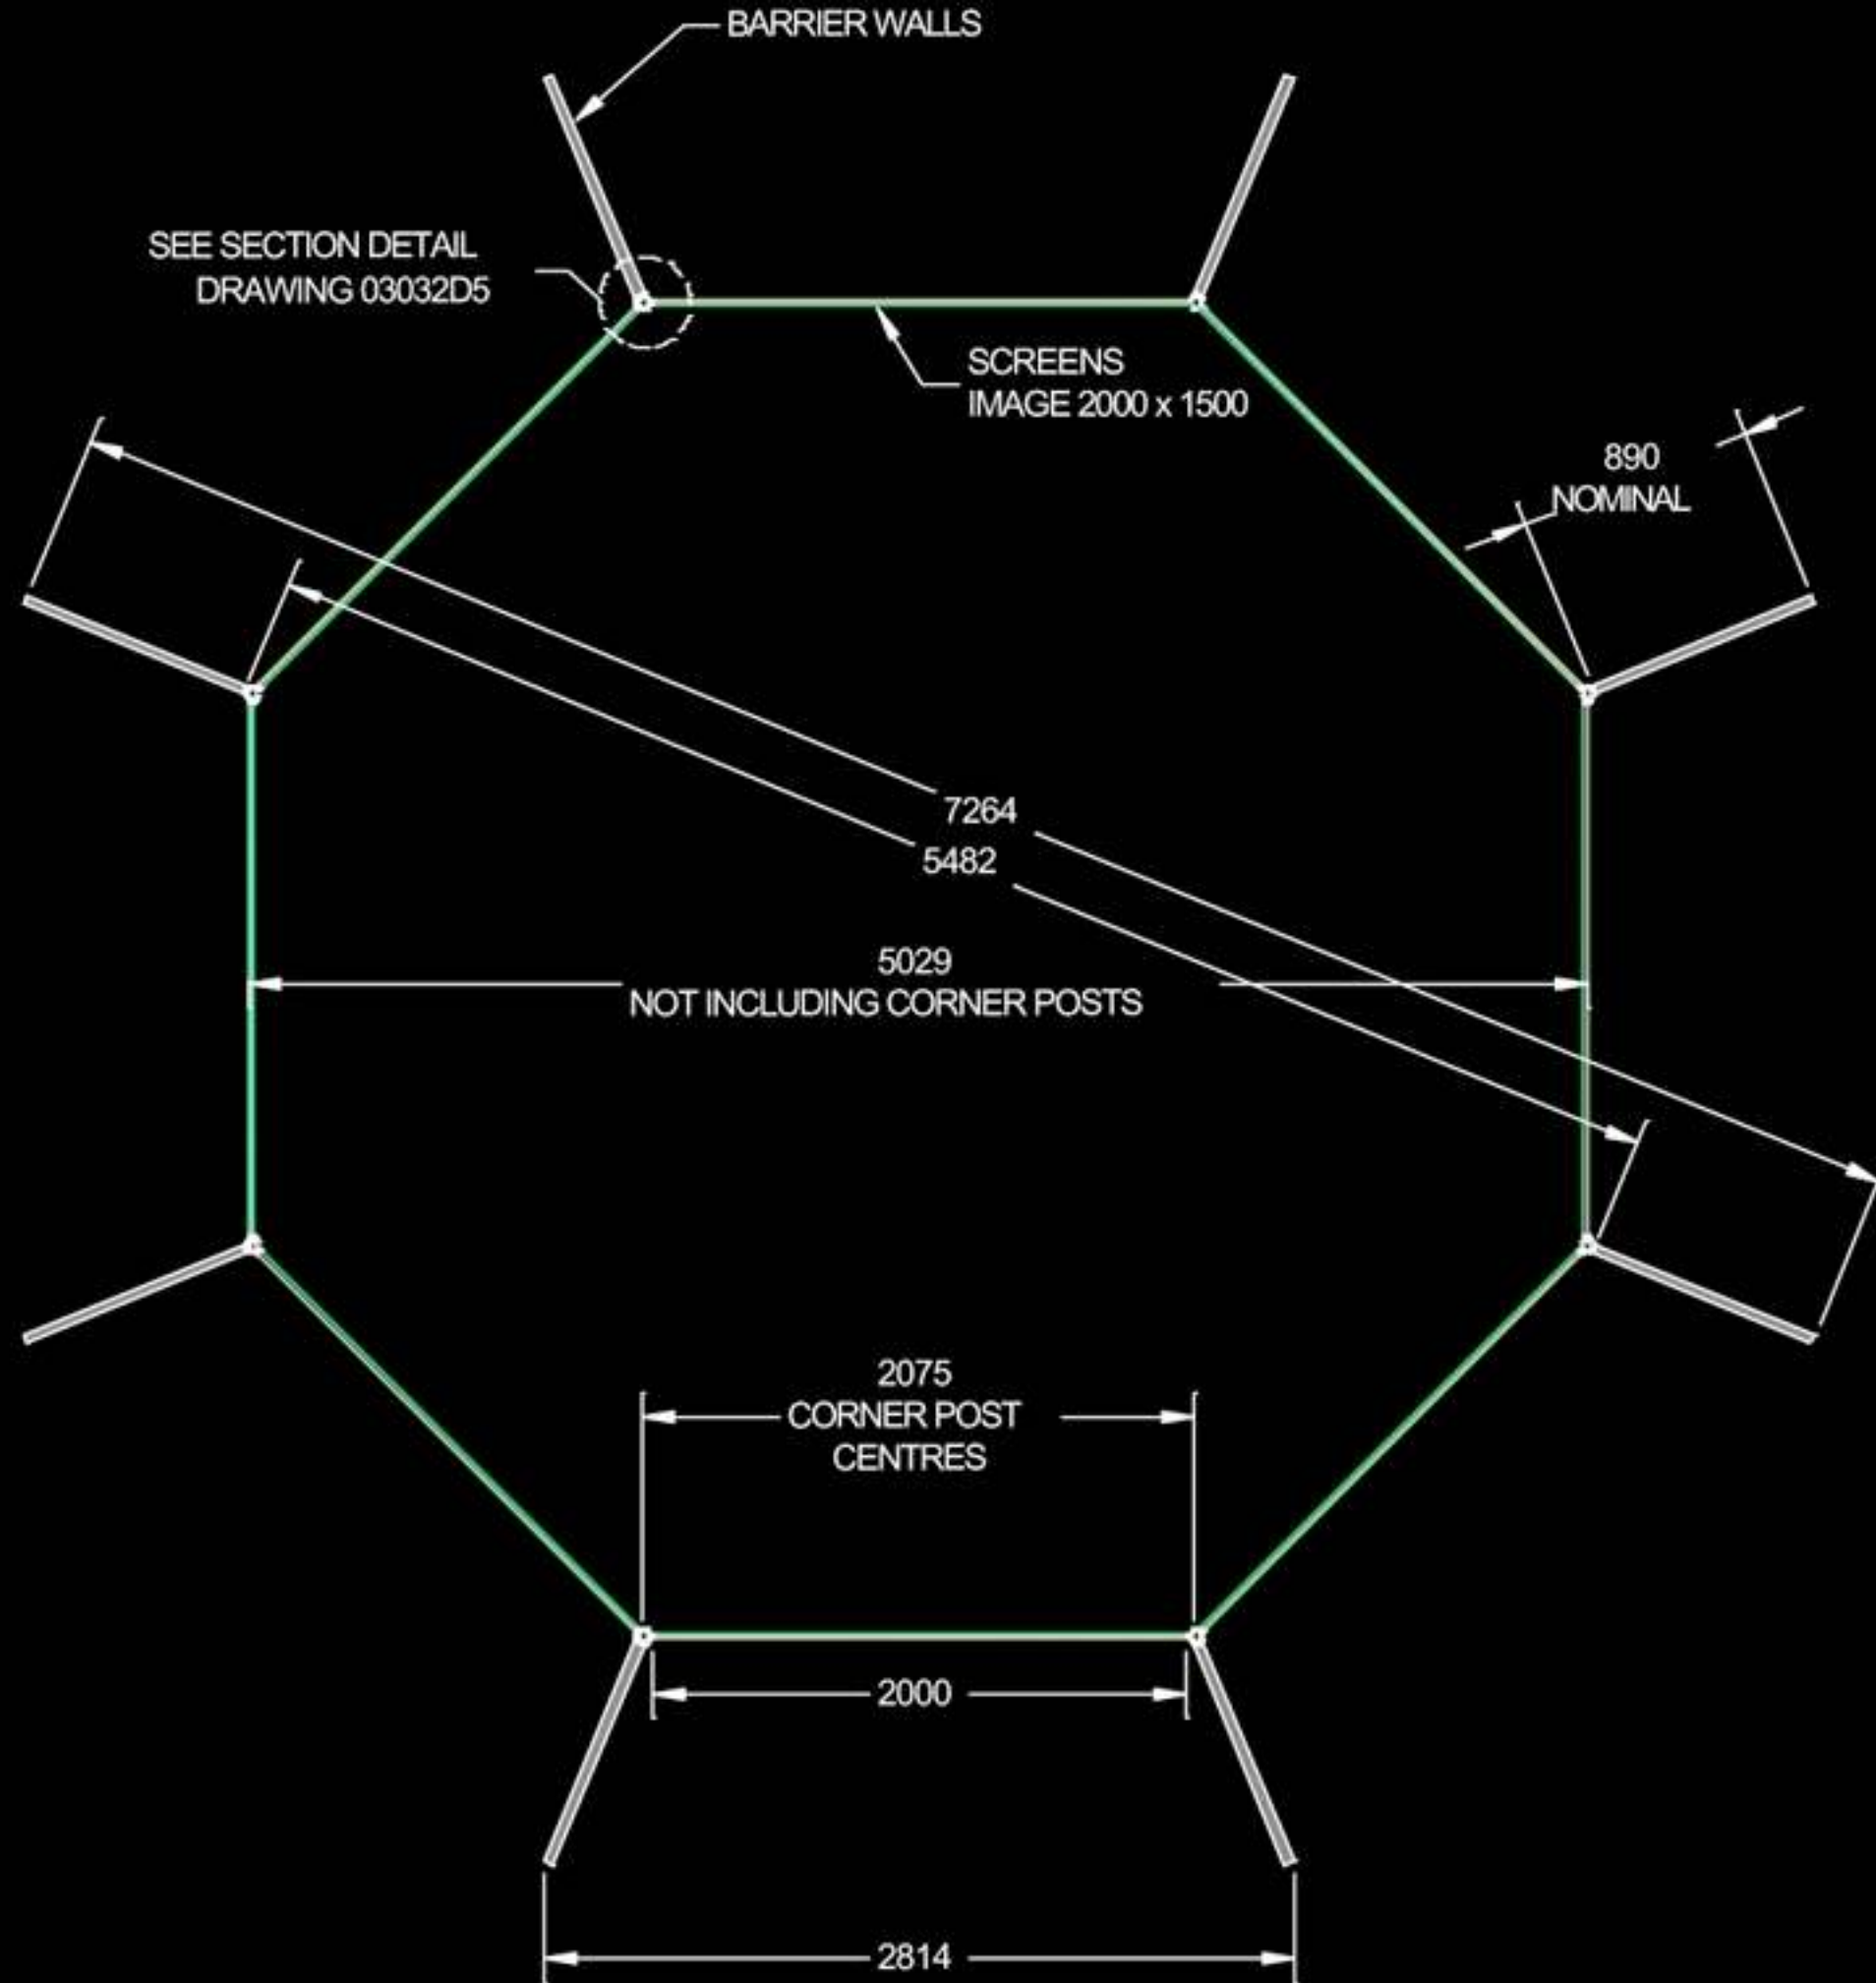 BARRIER WALLS
SEE SECTION DETAIL
DRAWING 03032D5
SCREENS
IMAGE 2000 x 1500
890
NOMINAL
7264
5482
5029
NOT INCLUDING CORNER POSTS
2075
CORNER POST
CENTRES
2000
2814